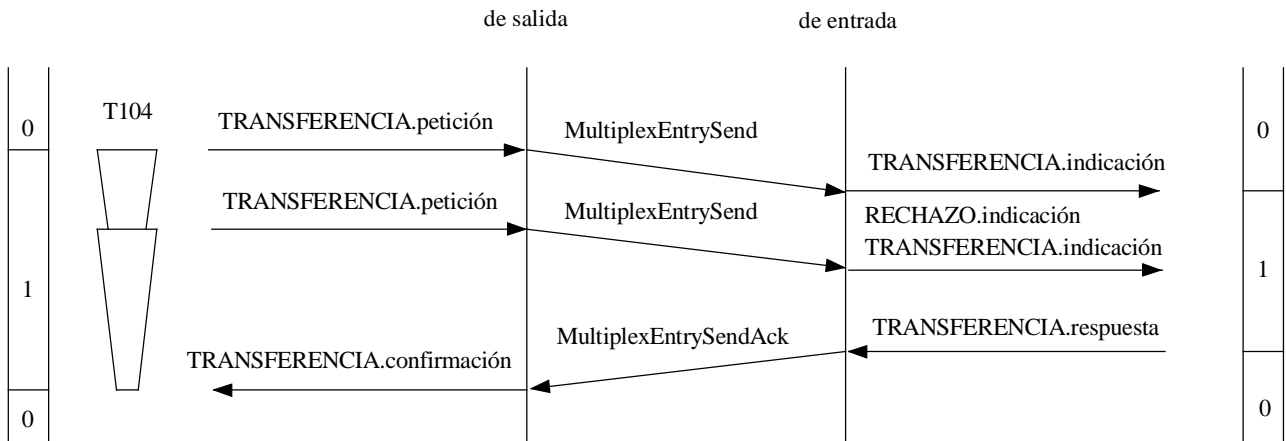 de salida
de entrada
T104
0
TRANSFERENCIA.petición
MultiplexEntrySend
0
TRANSFERENCIA.indicación
TRANSFERENCIA.petición
MultiplexEntrySend
RECHAZO.indicación
TRANSFERENCIA.indicación
1
1
TRANSFERENCIA.respuesta
MultiplexEntrySendAck
TRANSFERENCIA.confirmación
0
0